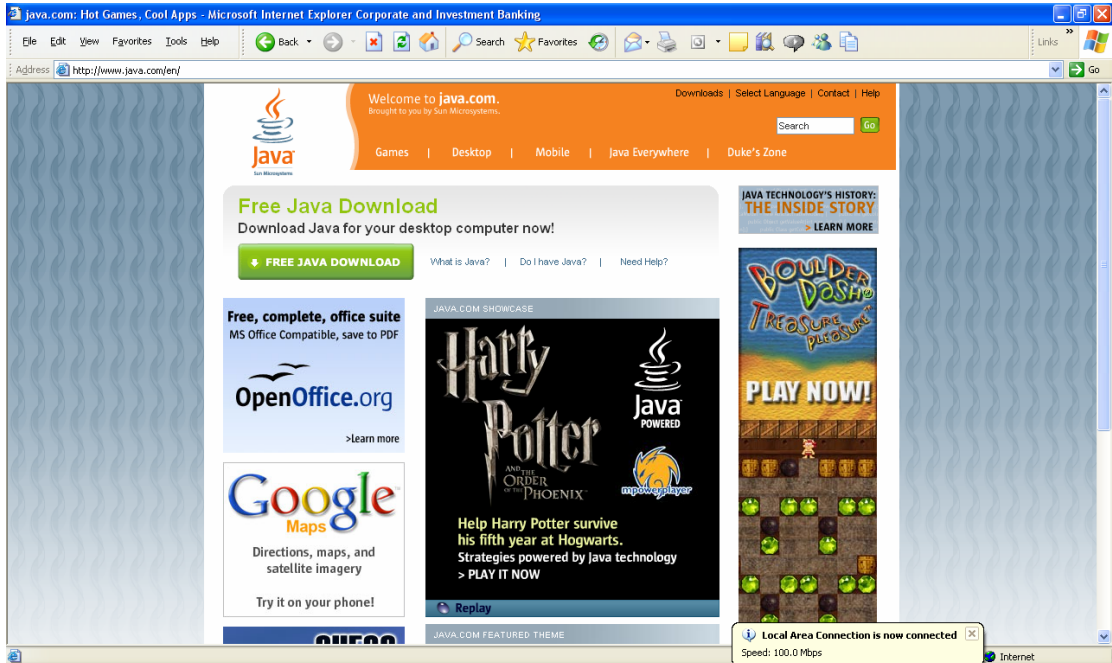 java.com: Hot Games, Cool Apps - Microsoft Internet Explorer Corporate and Investment Banking
File Edit View Favorites Tools Help
Back
Search
Favorites
Links
Address http://www.java.com/en/
Go
Java
Sun Microsystems
Welcome to java.com.
Brought to you by Sun Microsystems.
Downloads | Select Language | Contact | Help
Search
Go
Games | Desktop | Mobile | Java Everywhere | Duke's Zone
Free Java Download
Download Java for your desktop computer now!
FREE JAVA DOWNLOAD
What is Java? | Do I have Java? | Need Help?
JAVA TECHNOLOGY'S HISTORY:
THE INSIDE STORY
> LEARN MORE
Free, complete, office suite
MS Office Compatible, save to PDF
OpenOffice.org
>Learn more
Google
Maps
Directions, maps, and
satellite imagery
Try it on your phone!
JAVA.COM SHOWCASE
Harry
Potter
AND THE
ORDER
OF THE PHOENIX
Java
POWERED
mpowerplayer
Help Harry Potter survive
his fifth year at Hogwarts.
Strategies powered by Java technology
> PLAY IT NOW
Replay
JAVA.COM FEATURED THEME
BOULDER
DASH®
TREASURE
PLEASURE
PLAY NOW!
Local Area Connection is now connected
Speed: 100.0 Mbps
Internet